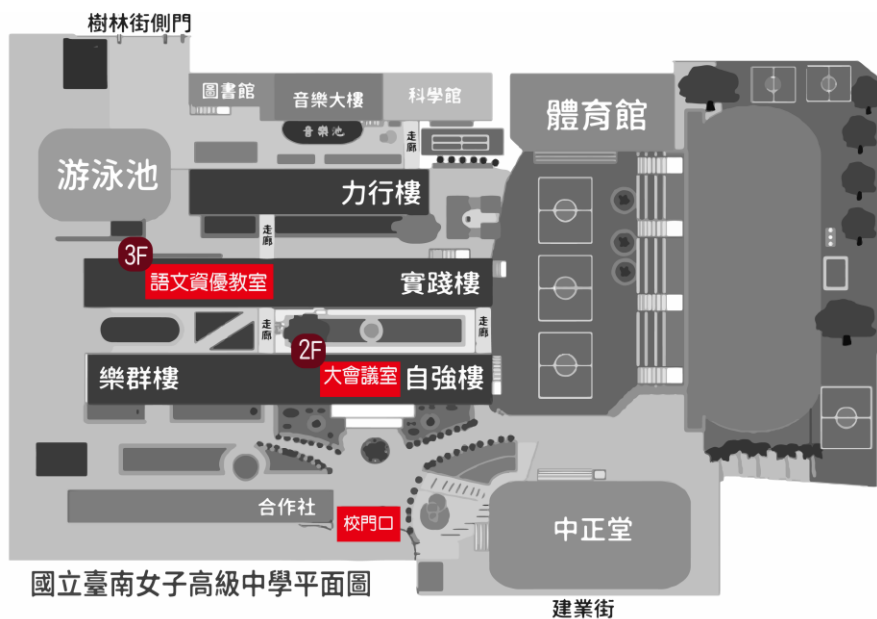 樹林街側門
圖書館
音樂大樓
科學館
音樂池
走廊
體育館
游泳池
力行樓
走廊
3F
語文資優教室
實踐樓
走廊
走廊
2F
樂群樓
大會議室
自強樓
合作社
校門口
中正堂
國立臺南女子高級中學平面圖
建業街